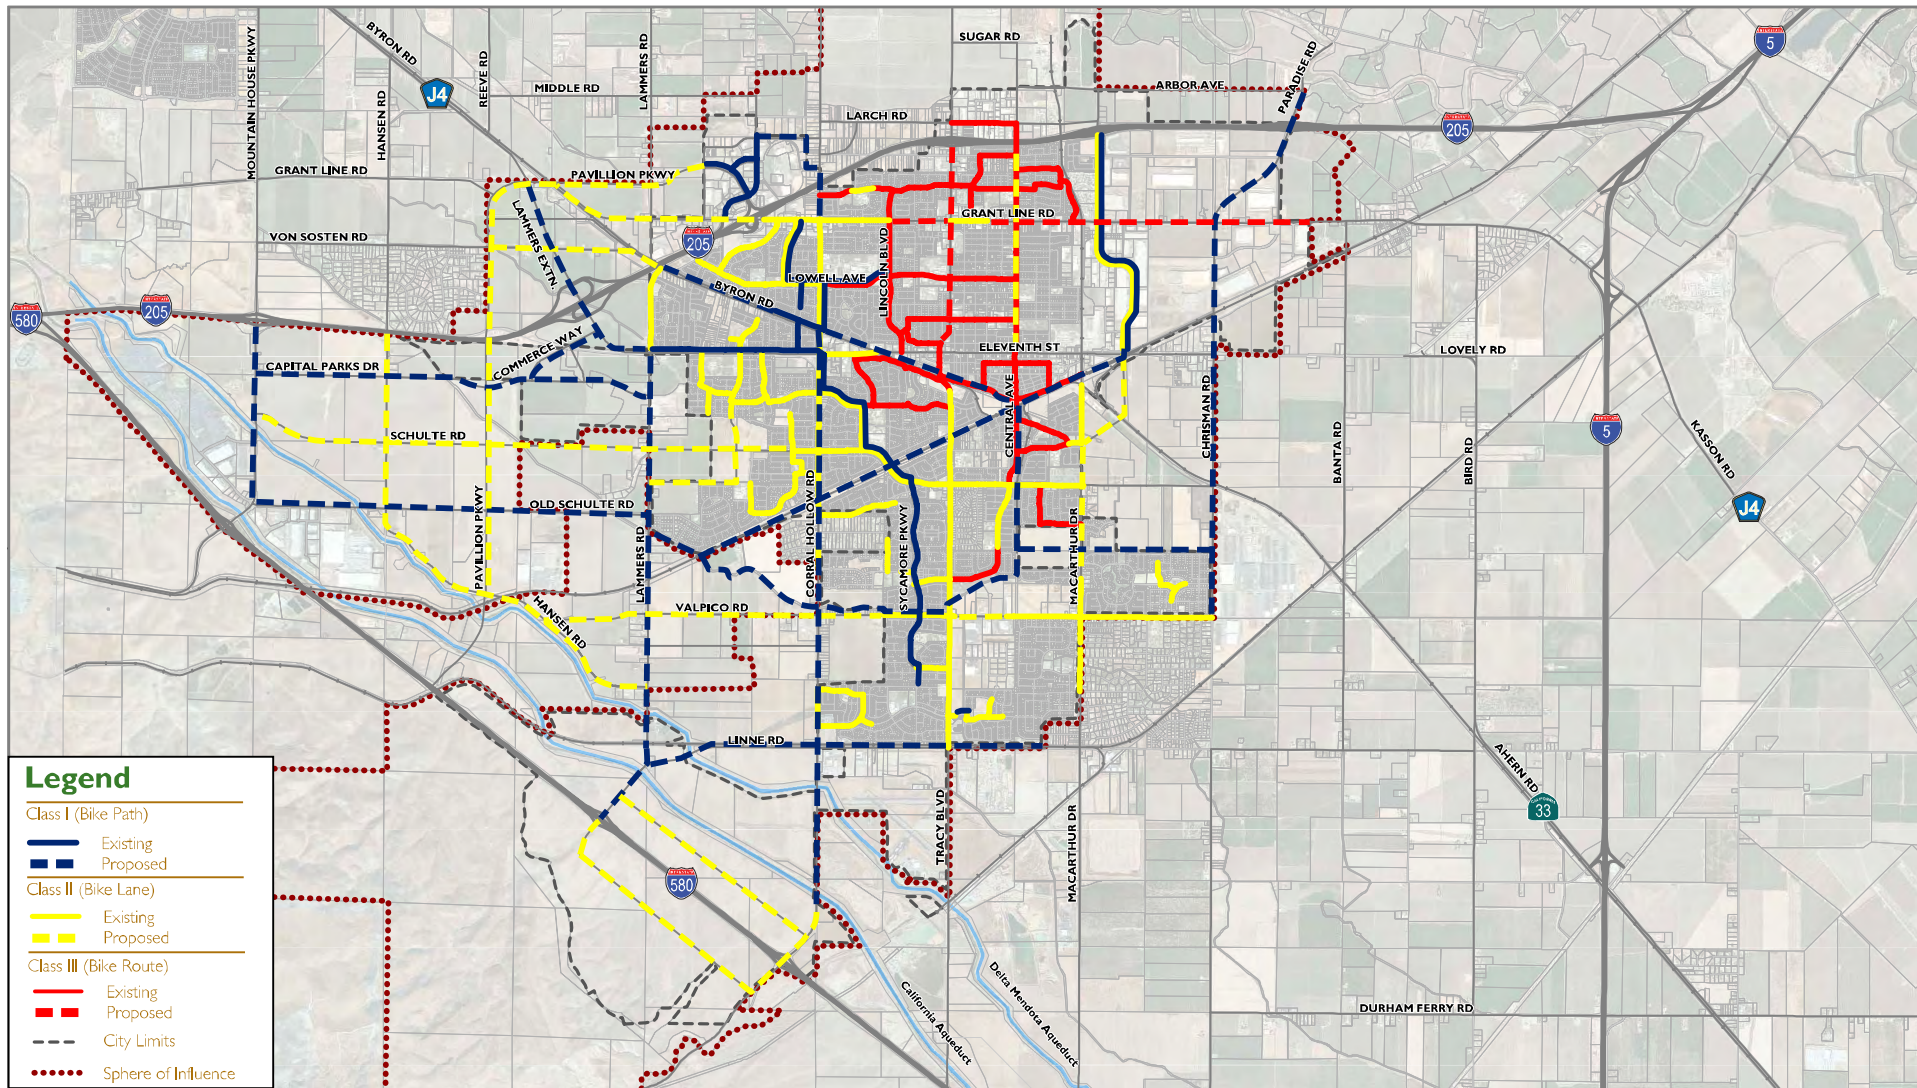 SUGAR RD
BYRON RD
MOUNTAIN HOUSE PKWY
REEVE RD
LAMMERS RD
PARADISE RD
5
J4
HANSEN RD
MIDDLE RD
ARBOR AVE
LARCH RD
205
GRANT LINE RD
PAVILLION PKWY
LAMMERS EXTN.
GRANT LINE RD
VON SOSTEN RD
205
LINCOLN BLVD
LOWELL AVE
BYRON RD
580
205
COMMERCE WAY
ELEVENTH ST
LOVELY RD
CAPITAL PARKS DR
CENTRAL AVE
CHRISMAN RD
SCHULTE RD
BANTA RD
BIRD RD
5
KASSON RD
J4
OLD SCHULTE RD
PAVILLION PKWY
LAMMERS RD
CORRAL HOLLOW RD
SYCAMORE PKWY
MACARTHUR DR
HANSEN RD
VALPICO RD
LINNE RD
TRACY BLVD
MACARTHUR DR
AHERN RD
CALIFORNIA
33
580
California Aqueduct
Delta Mendota Aqueduct
DURHAM FERRY RD
Legend
Class I (Bike Path)
Existing
Proposed
Class II (Bike Lane)
Existing
Proposed
Class III (Bike Route)
Existing
Proposed
City Limits
Sphere of Influence